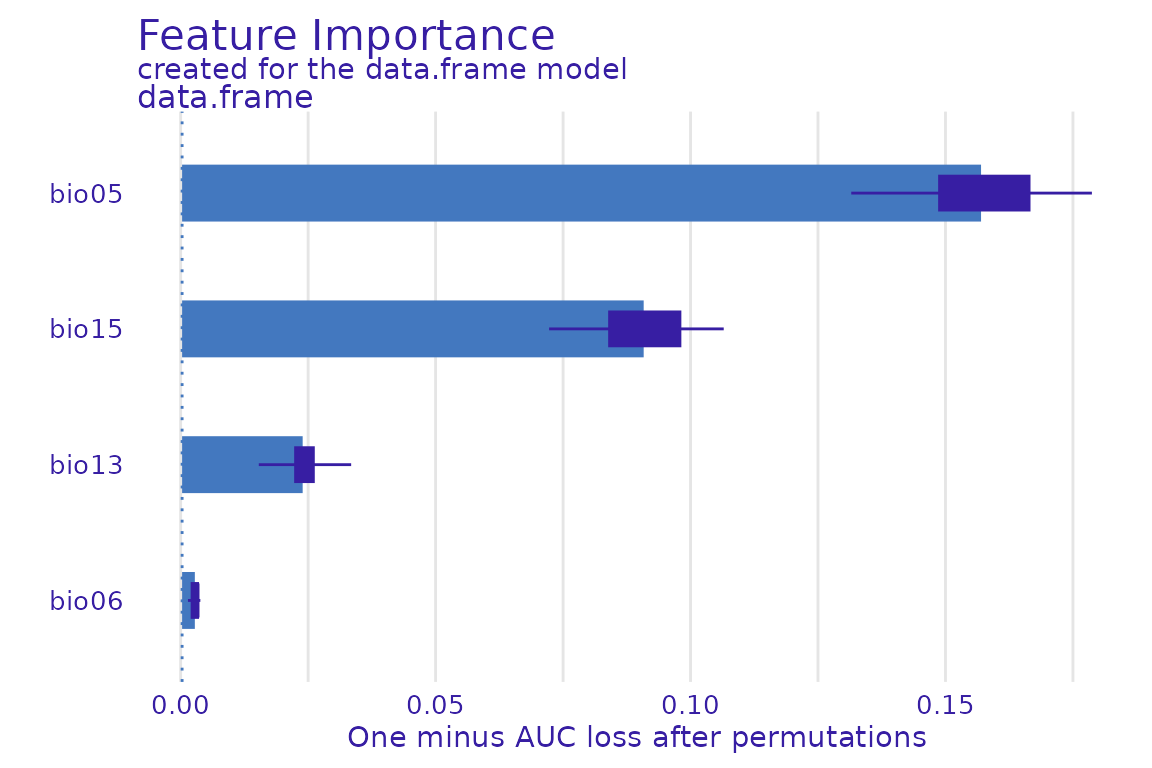 Feature Importance
created for the data.frame model
data.frame
bio05
bio15
bio13
bio06
0.00 0.05 0.10 0.15
One minus AUC loss after permutations